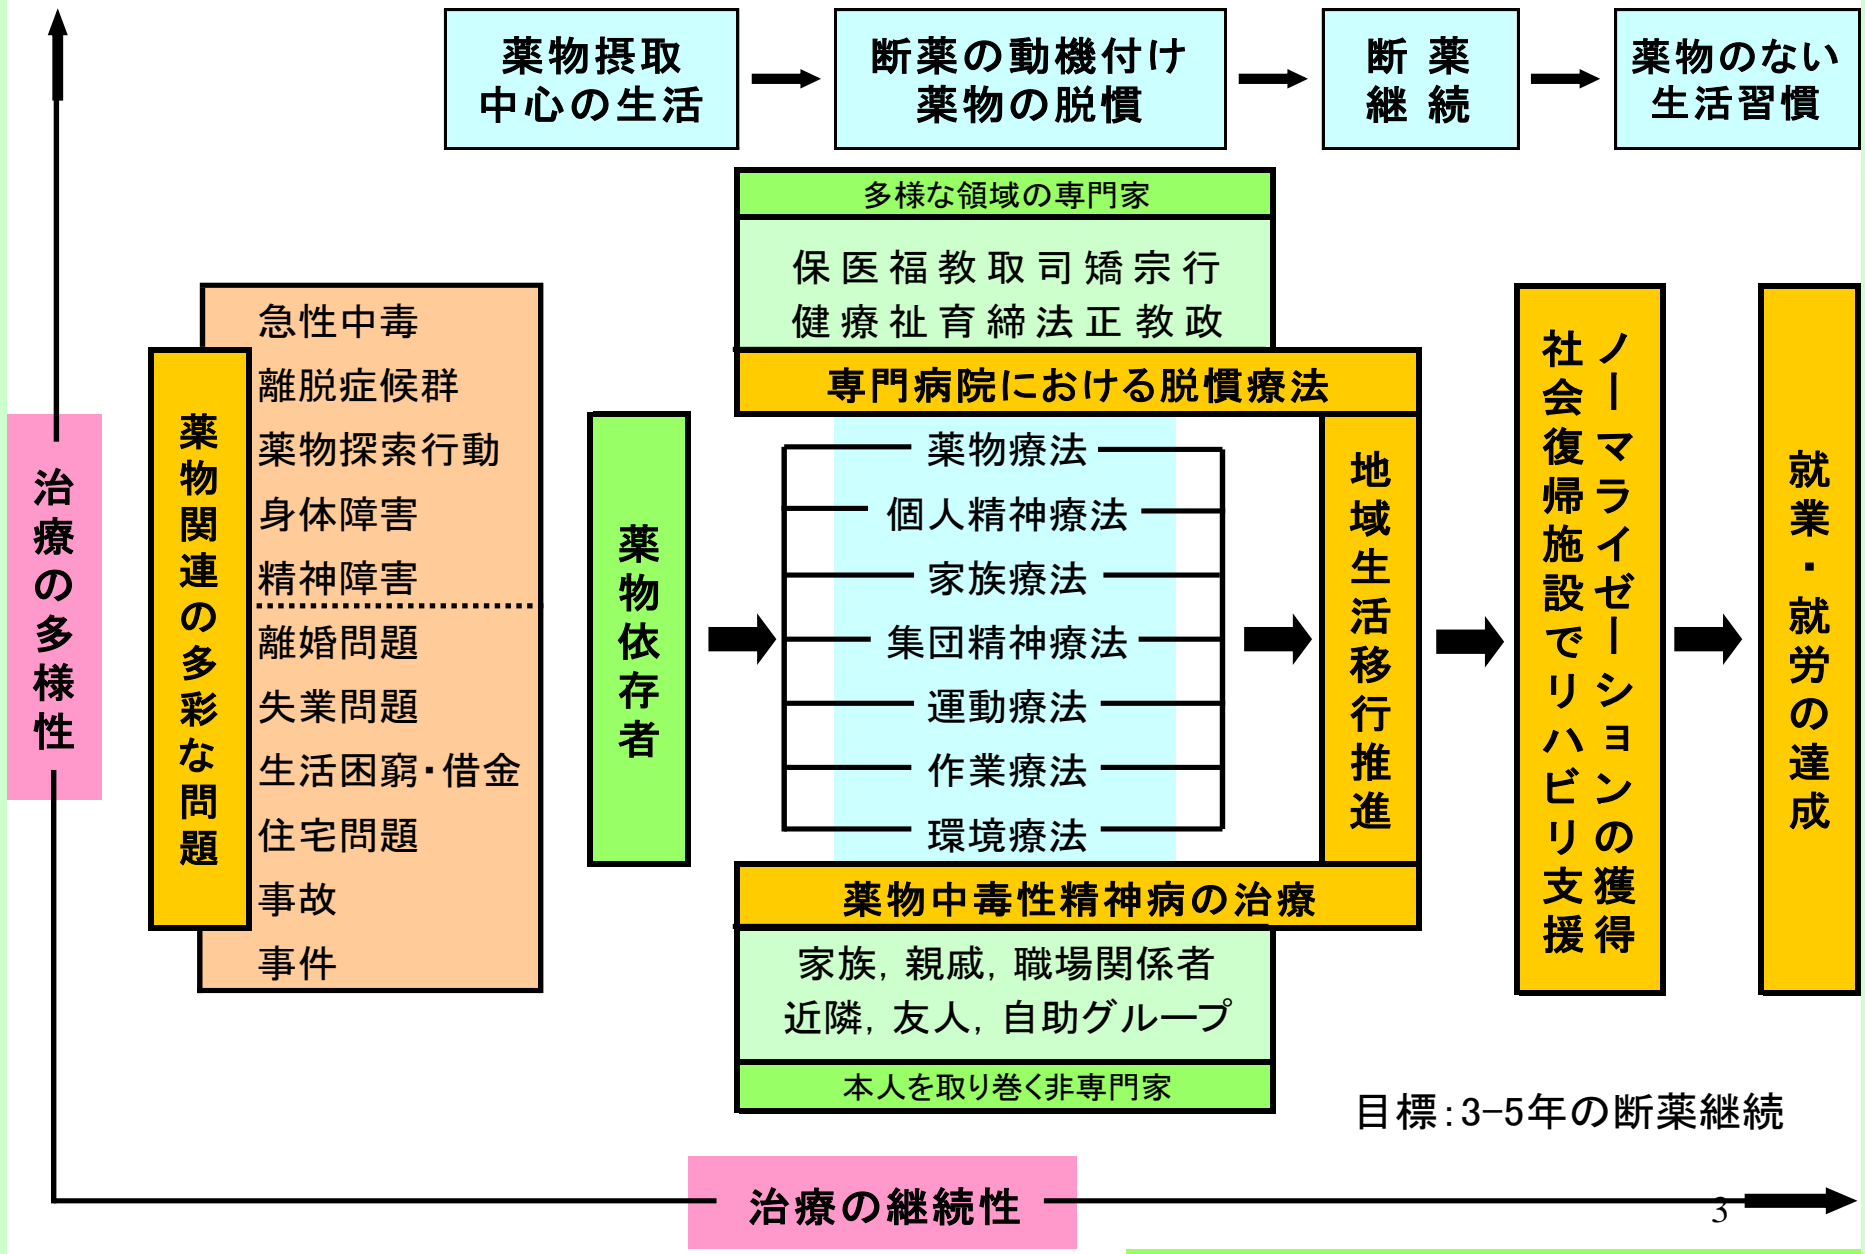 薬物摂取
中心の生活
断薬の動機付け
薬物の脱慣
断薬
継続
薬物のない
生活習慣
多様な領域の専門家
保医福教取司矯宗行
健療祉育締法正教政
専門病院における脱慣療法
治療の多様性
薬物関連の多彩な問題
急性中毒
離脱症候群
薬物探索行動
身体障害
精神障害
離婚問題
失業問題
生活困窮・借金
住宅問題
事故
事件
薬物依存者
薬物療法
個人精神療法
家族療法
集団精神療法
運動療法
作業療法
環境療法
地域生活移行推進
ノーマライゼーションの獲得
社会復帰施設でリハビリ支援
就業・就労の達成
薬物中毒性精神病の治療
家族, 親戚, 職場関係者
近隣, 友人, 自助グループ
本人を取り巻く非専門家
目標:3-5年の断薬継続
治療の継続性
3